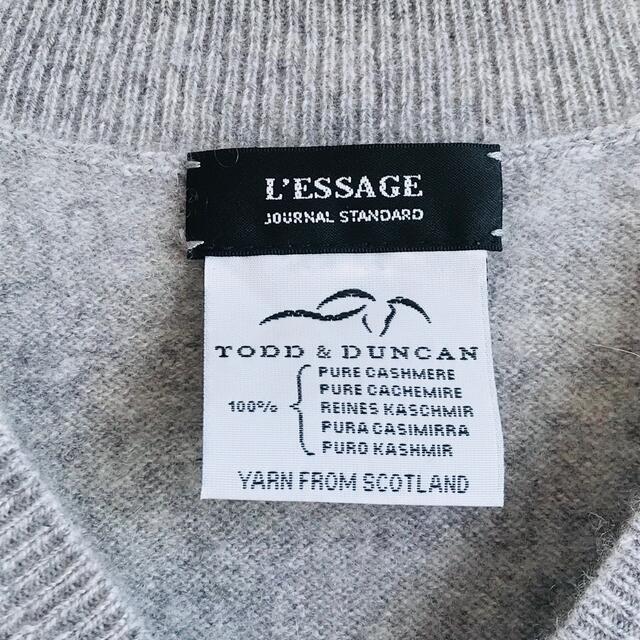 L'ESSAGE
JOURNAL STANDARD
TODD & DUNCAN
PURE CASHMERE
PURE CACHEMIRE
100% REINES KASCHMIR
PURA CASIMIRRA
PURO KASHMIR
YARN FROM SCOTLAND